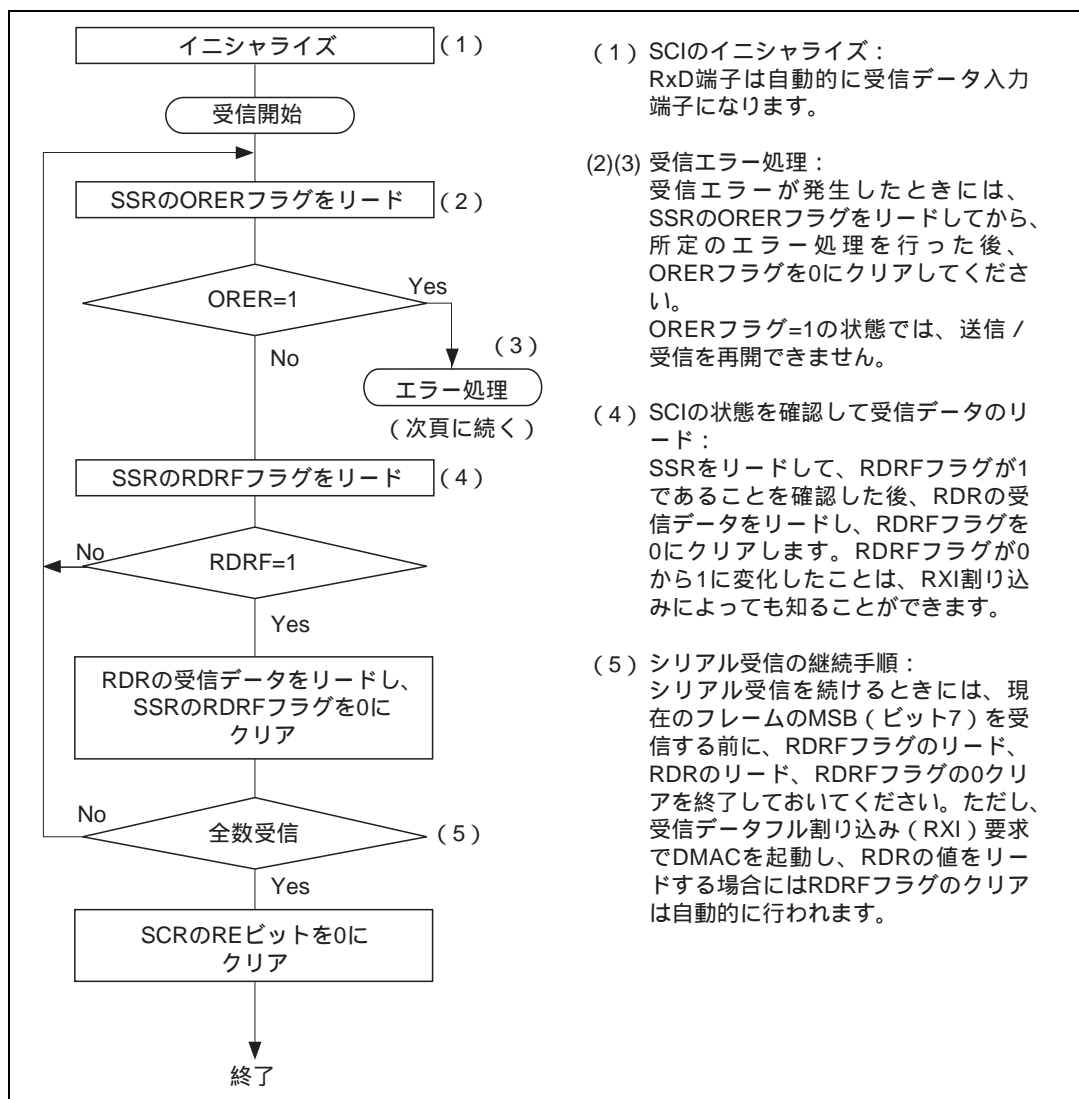 イニシャライズ
(1)
受信開始
SSRのORERフラグをリード
(2)
ORER=1
Yes
No
(3)
エラー処理
(次頁に続く)
SSRのRDRFフラグをリード
(4)
No
RDRF=1
Yes
RDRの受信データをリードし、
SSRのRDRFフラグを0に
クリア
No
全数受信
(5)
Yes
SCRのREビットを0に
クリア
終了
(1) SCIのイニシャライズ:
RxD端子は自動的に受信データ入力
端子になります。
(2)(3) 受信エラー処理:
受信エラーが発生したときには、
SSRのORERフラグをリードしてから、
所定のエラー処理を行った後、
ORERフラグを0にクリアしてくださ
い。
ORERフラグ=1の状態では、送信/
受信を再開できません。
(4) SCIの状態を確認して受信データのリ
ード:
SSRをリードして、RDRFフラグが1
であることを確認した後、RDRの受
信データをリードし、RDRFフラグを
0にクリアします。RDRFフラグが0
から1に変化したことは、RXI割り込
みによっても知ることができます。
(5) シリアル受信の継続手順:
シリアル受信を続けるときには、現
在のフレームのMSB(ビット7)を受
信する前に、RDRFフラグのリード、
RDRのリード、RDRFフラグの0クリ
アを終了しておいてください。ただし、
受信データフル割り込み(RXI)要求
でDMACを起動し、RDRの値をリー
ドする場合にはRDRFフラグのクリア
は自動的に行われます。